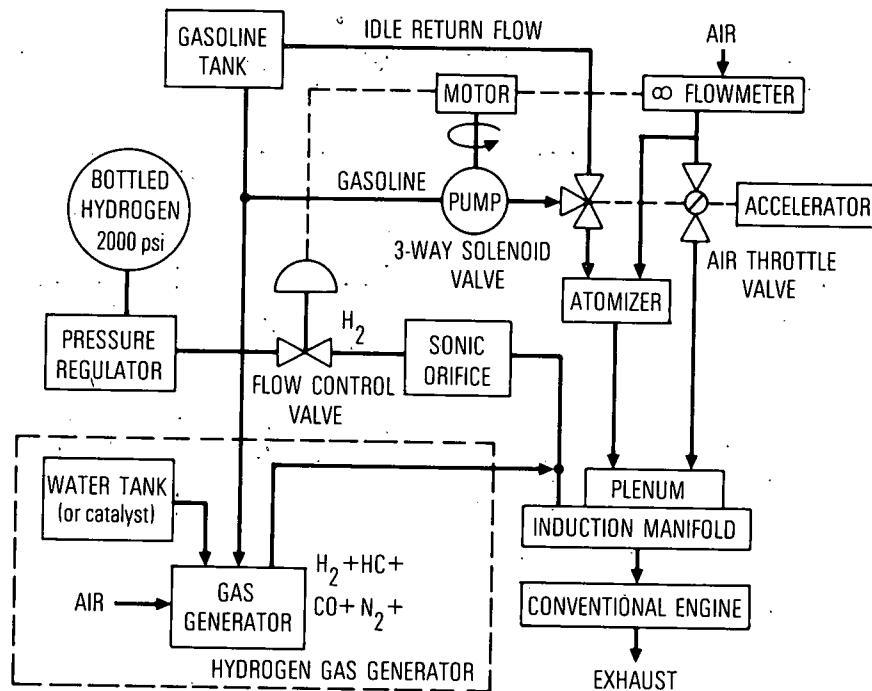 GASOLINE
TANK
IDLE RETURN FLOW
AIR
MOTOR
∞ FLOWMETER
BOTTLED
HYDROGEN
2000 psi
GASOLINE
PUMP
ACCELERATOR
3-WAY SOLENOID
VALVE
AIR THROTTLE
VALVE
ATOMIZER
PRESSURE
REGULATOR
H2
SONIC
ORIFICE
FLOW CONTROL
VALVE
WATER TANK
(or catalyst)
PLENUM
INDUCTION MANIFOLD
AIR
GAS
GENERATOR
H2+HC+
CO+N2+
CONVENTIONAL ENGINE
HYDROGEN GAS GENERATOR
EXHAUST